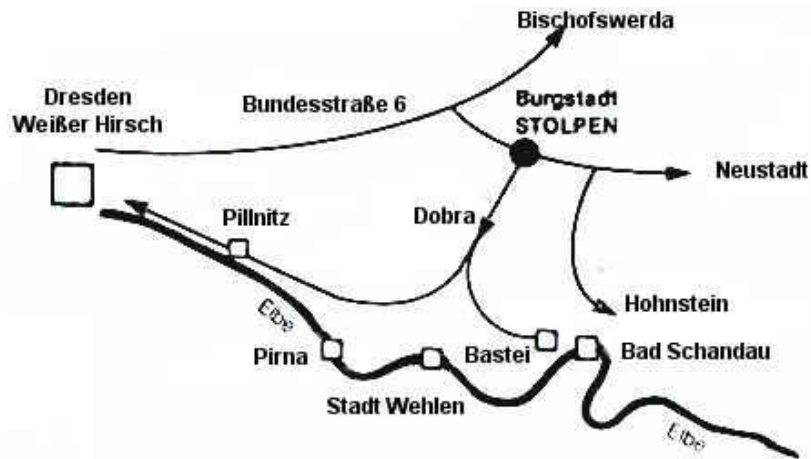 Bischofswerda
Dresden
Weißer Hirsch
Bundesstraße 6
Burgstadt
STOLPEN
Neustadt
Pillnitz
Dobra
Elbe
Hohnstein
Pirna
Bastei
Bad Schandau
Stadt Wehlen
Elbe